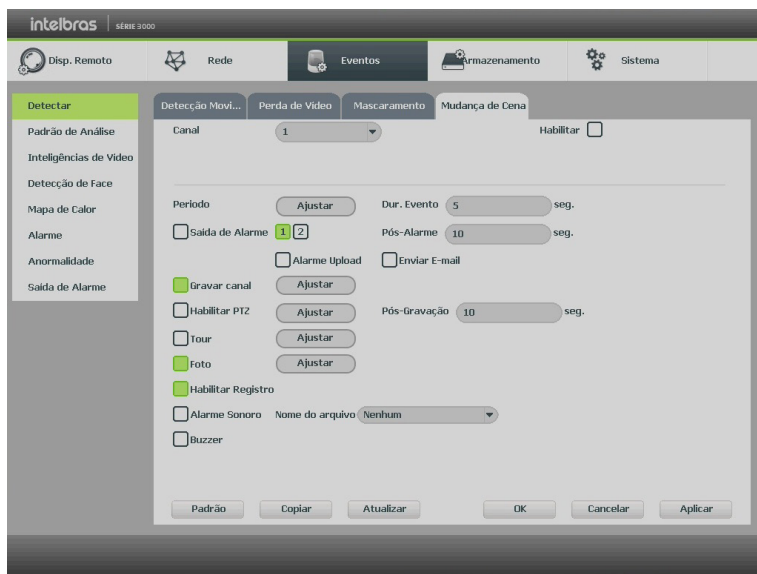 intelbras SÉRIE 3000
Disp. Remoto Rede Eventos Armazenamento Sistema
Detectar
Padrão de Análise
Inteligências de Vídeo
Detecção de Face
Mapa de Calor
Alarme
Anormalidade
Saída de Alarme
Detecção Movi... Perda de Vídeo Mascaramento Mudança de Cena
Canal 1 Habilitar
Período Ajustar Dur. Evento 5 seg.
Saída de Alarme 1 2 Pós-Alarme 10 seg.
Alarme Upload Enviar E-mail
Gravar canal Ajustar
Habilitar PTZ Ajustar Pós-Gravação 10 seg.
Tour Ajustar
Foto Ajustar
Habilitar Registro
Alarme Sonoro Nome do arquivo Nenhum
Buzzer
Padrão Copiar Atualizar OK Cancelar Aplicar